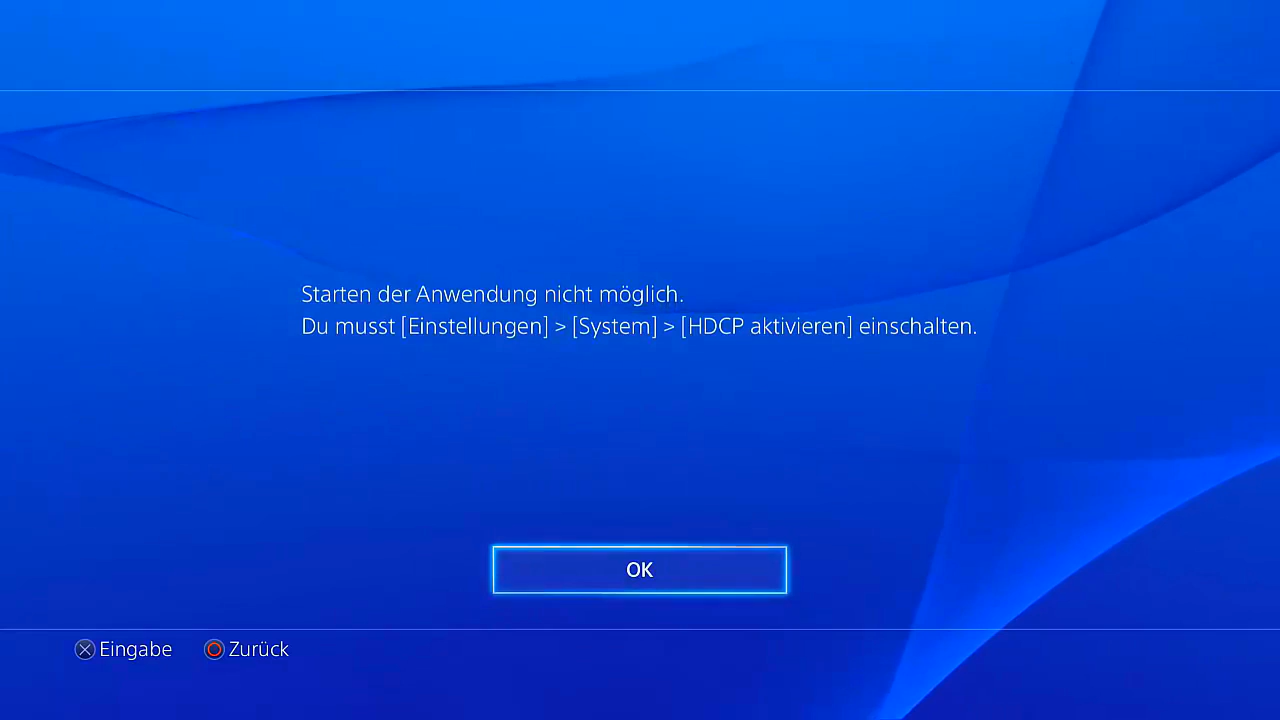 Starten der Anwendung nicht möglich.
Du musst [Einstellungen] > [System] > [HDCP aktivieren] einschalten.
OK
Eingabe Zurück